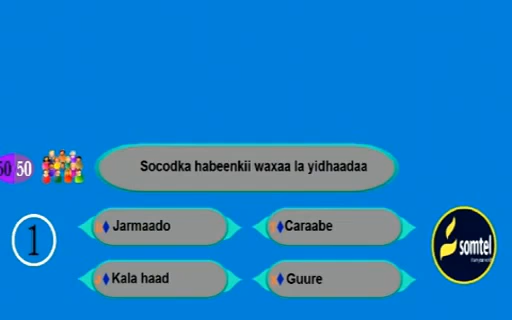 50 50
Socodka habeenkii waxaa la yidhaadaa
1
Jarmaado
Caraabe
somtel
Kala haad
Guure